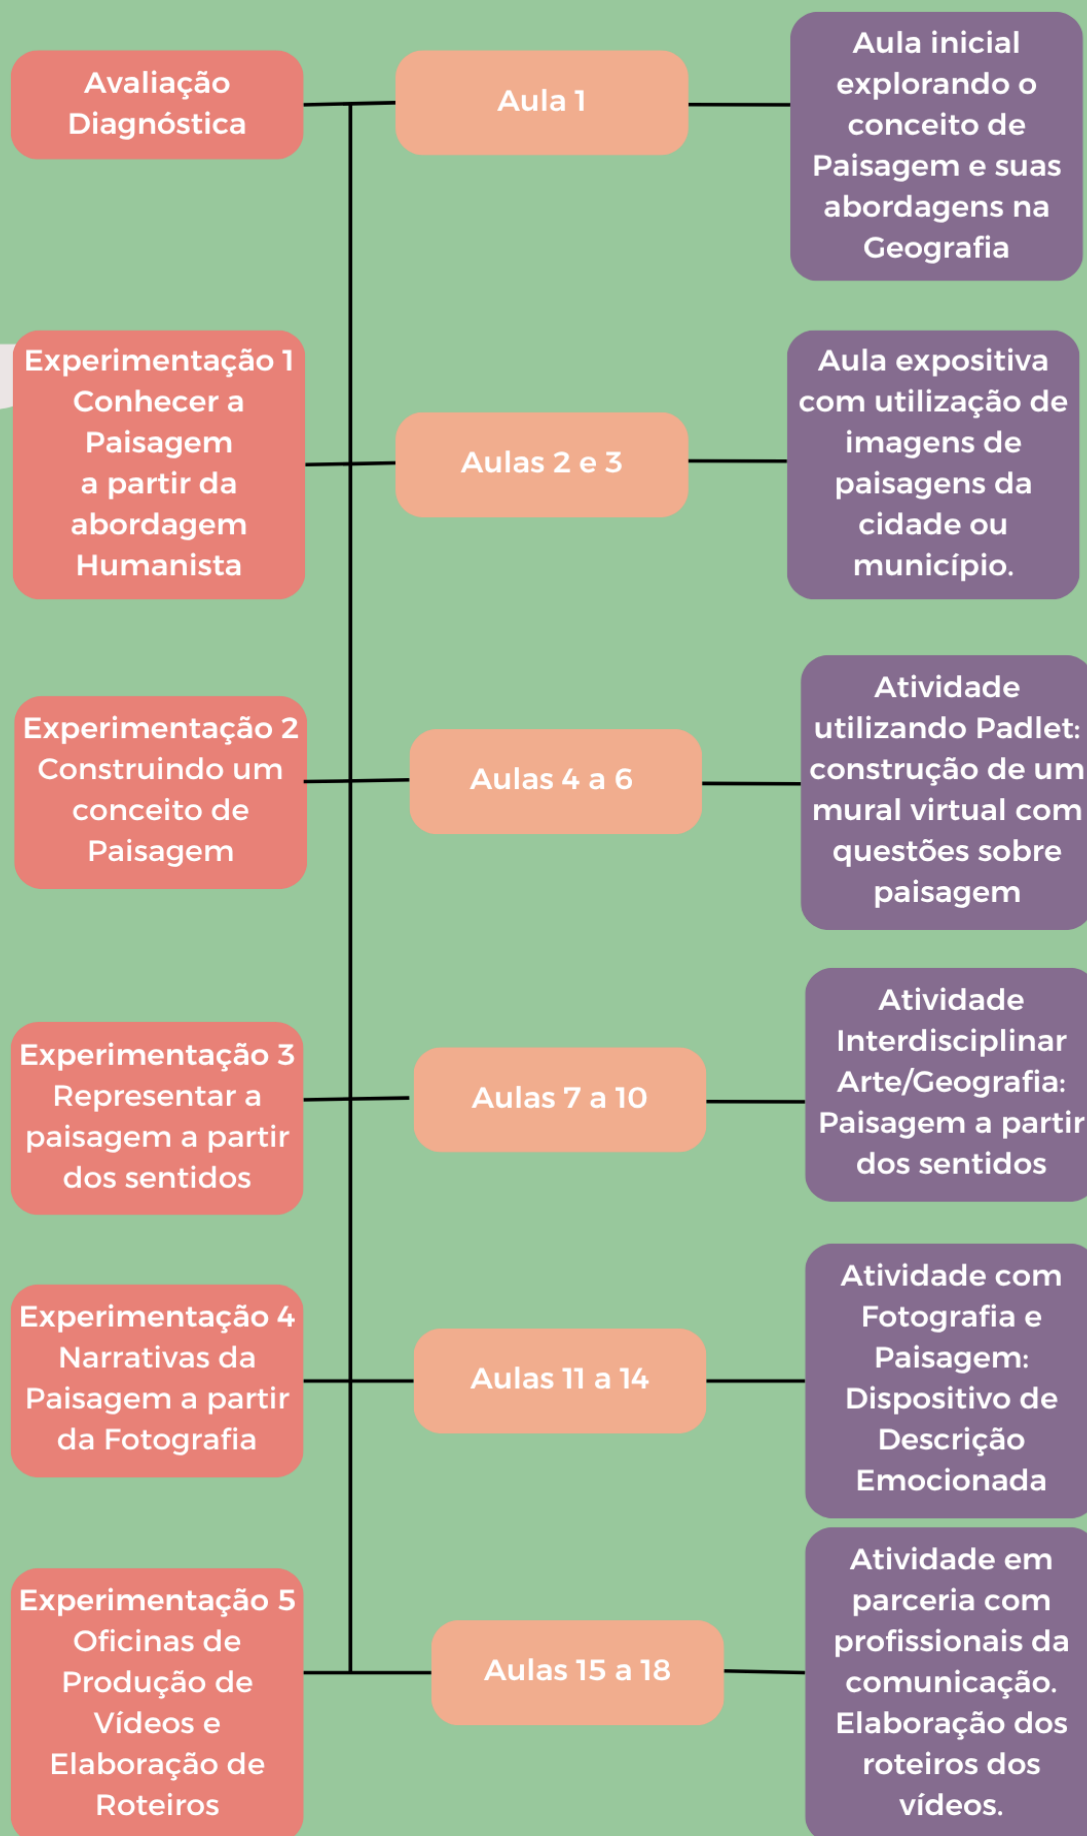 Avaliação
Diagnóstica
Aula 1
Aula inicial
explorando o
conceito de
Paisagem e suas
abordagens na
Geografia
Experimentação 1
Conhecer a
Paisagem
a partir da
abordagem
Humanista
Aulas 2 e 3
Aula expositiva
com utilização de
imagens de
paisagens da
cidade ou
município.
Experimentação 2
Construindo um
conceito de
Paisagem
Aulas 4 a 6
Atividade
utilizando Padlet:
construção de um
mural virtual com
questões sobre
paisagem
Experimentação 3
Representar a
paisagem a partir
dos sentidos
Aulas 7 a 10
Atividade
Interdisciplinar
Arte/Geografia:
Paisagem a partir
dos sentidos
Experimentação 4
Narrativas da
Paisagem a partir
da Fotografia
Aulas 11 a 14
Atividade com
Fotografia e
Paisagem:
Dispositivo de
Descrição
Emocionada
Experimentação 5
Oficinas de
Produção de
Vídeos e
Elaboração de
Roteiros
Aulas 15 a 18
Atividade em
parceria com
profissionais da
comunicação.
Elaboração dos
roteiros dos
vídeos.